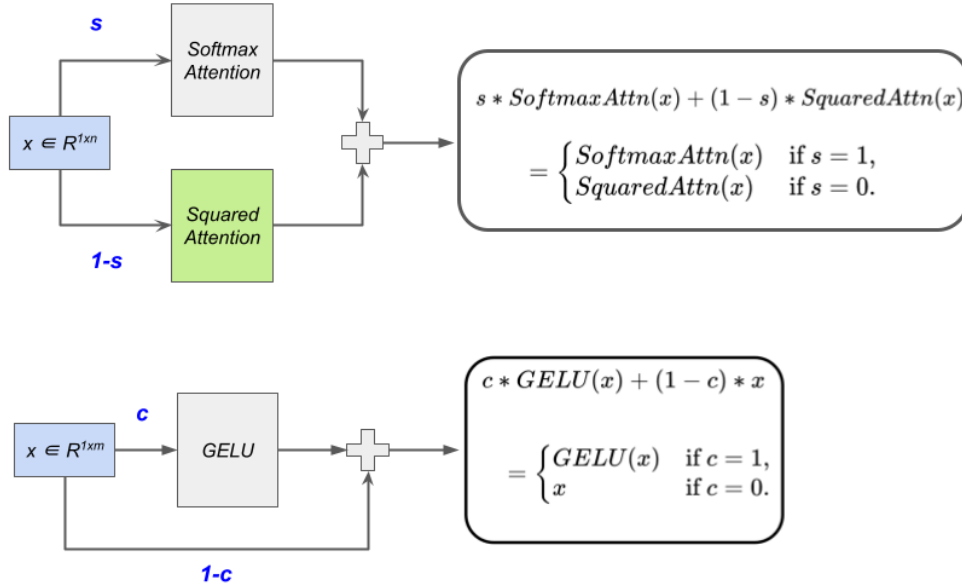 s
Softmax
Attention
x ∈ R^{1xn}
Squared
Attention
1-s
s * SoftmaxAttn(x) + (1 − s) * SquaredAttn(x)
= { SoftmaxAttn(x) if s = 1,
SquaredAttn(x) if s = 0.
c
x ∈ R^{1xm}
GELU
1-c
c * GELU(x) + (1 − c) * x
= { GELU(x) if c = 1,
x if c = 0.